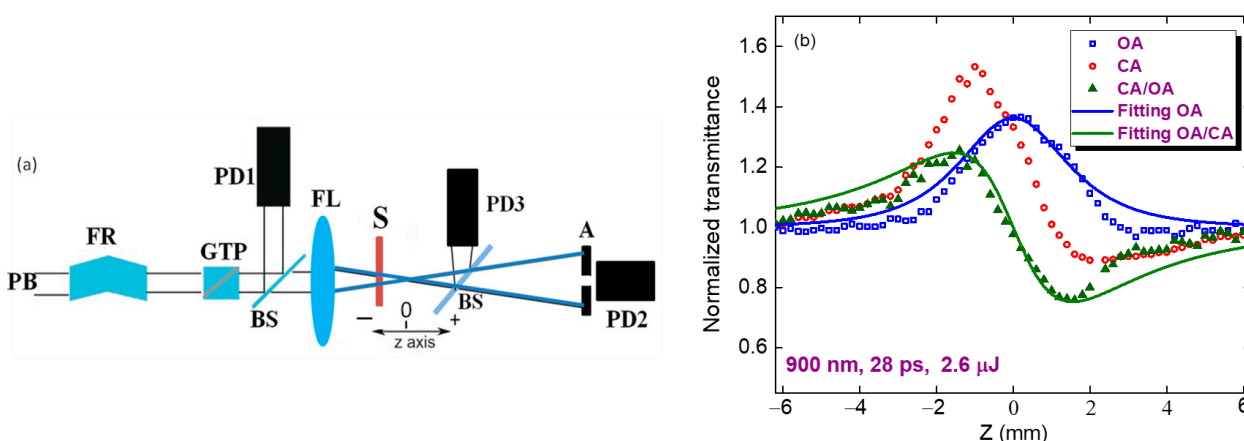 (a)
PD1
FL
S
PD3
A
FR
GTP
PB
BS
BS
PD2
− 0 +
z axis
(b)
OA
CA
CA/OA
Fitting OA
Fitting OA/CA
Normalized transmittance
1.6
1.4
1.2
1.0
0.8
0.6
900 nm, 28 ps, 2.6 μJ
−6 −4 −2 0 2 4 6
Z (mm)